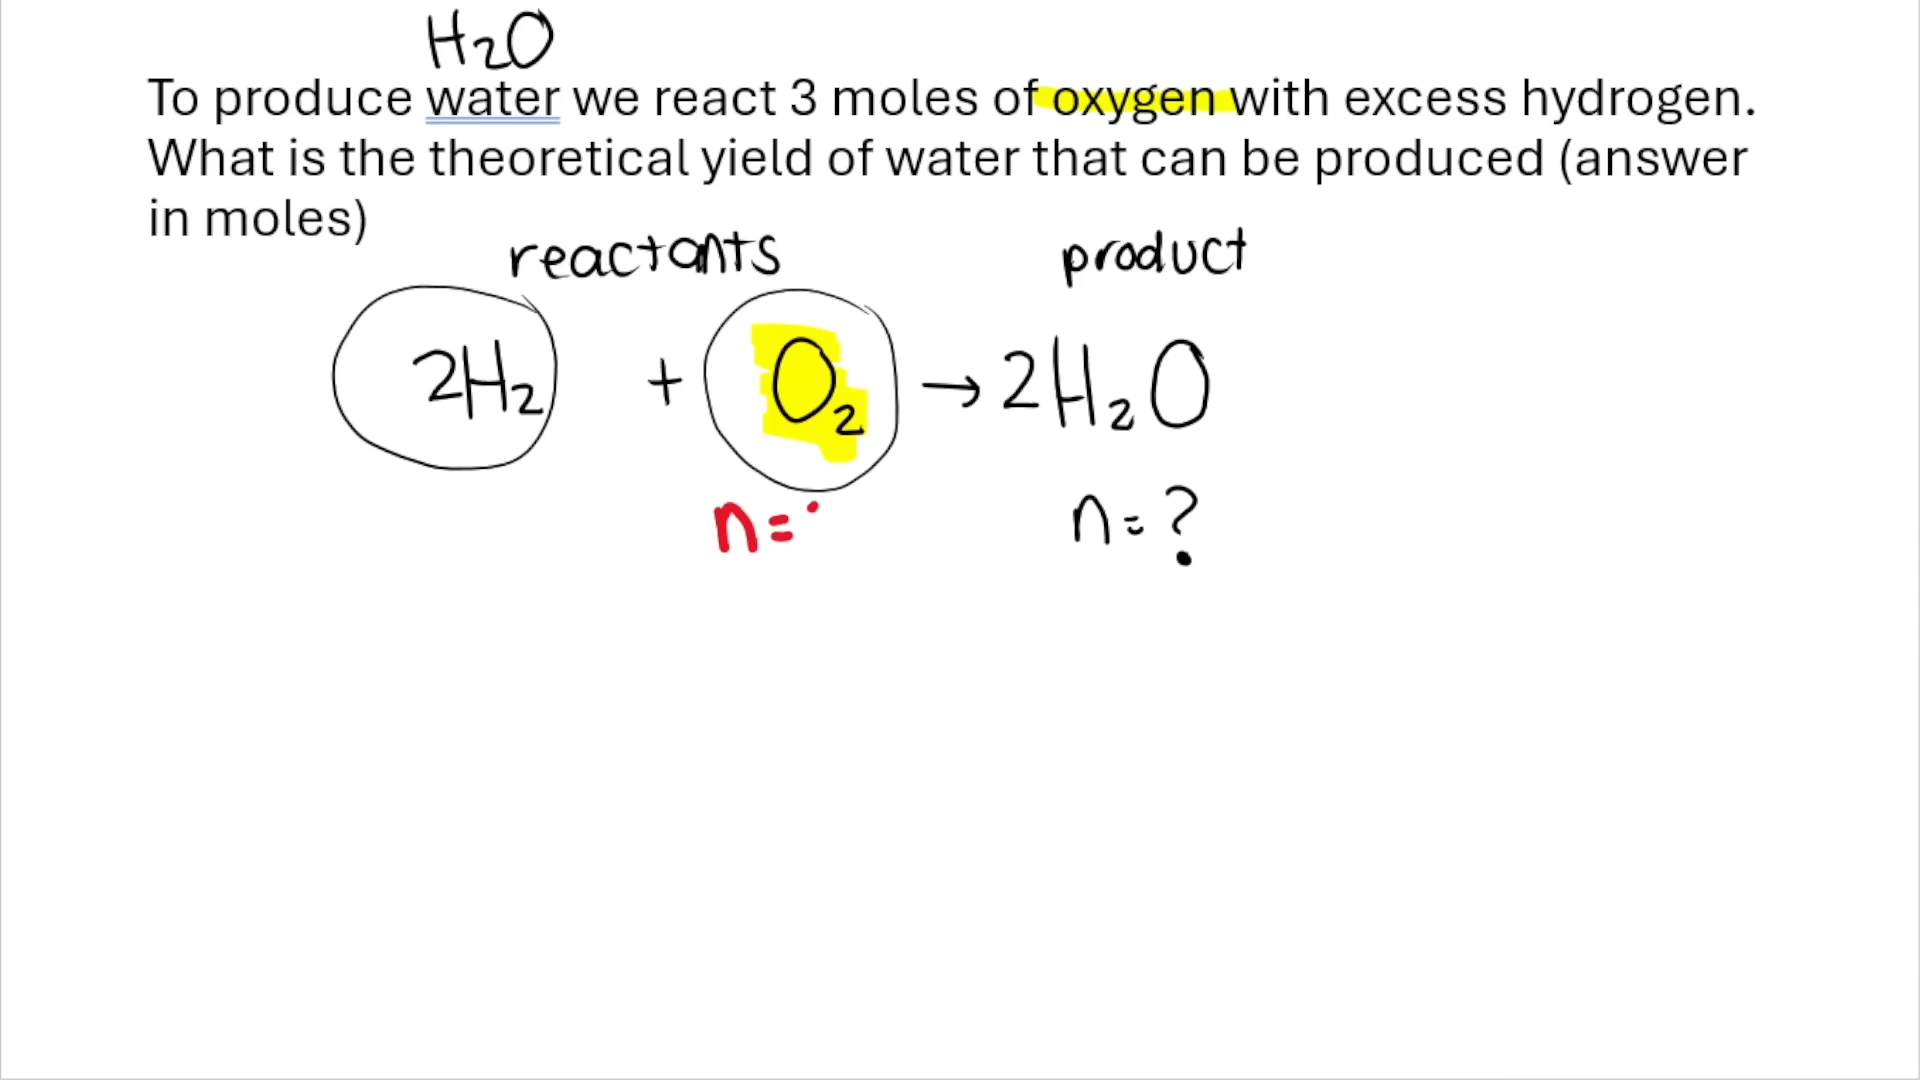 H₂O
To produce water we react 3 moles of oxygen with excess hydrogen.
What is the theoretical yield of water that can be produced (answer
in moles)
reactants product
2H₂ + O₂ → 2H₂O
n= n=?